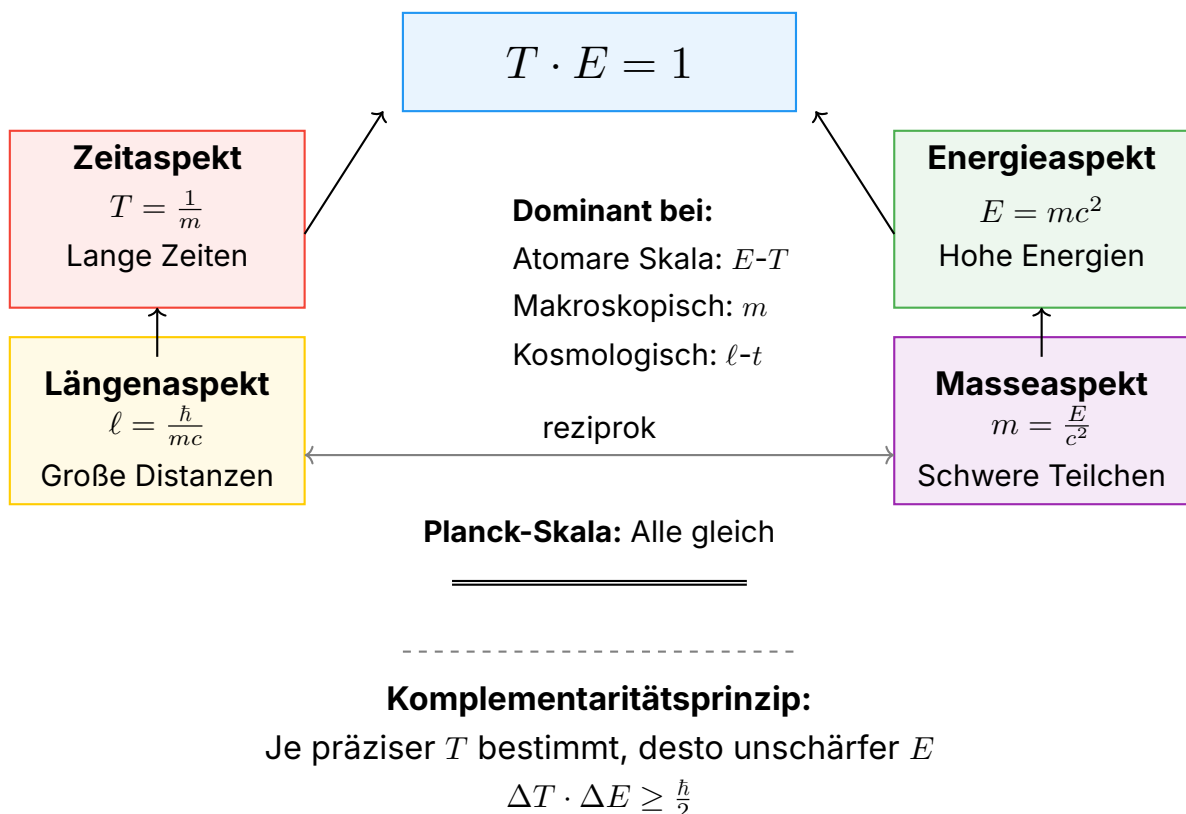 T · E = 1
Zeitaspekt
T = 1/m
Lange Zeiten
Energieaspekt
E = mc²
Hohe Energien
Dominant bei:
Atomare Skala: E-T
Makroskopisch: m
Kosmologisch: ℓ-t
Längenaspekt
ℓ = ħ/mc
Große Distanzen
reziprok
Masseaspekt
m = E/c²
Schwere Teilchen
Planck-Skala: Alle gleich
Komplementaritätsprinzip:
Je präziser T bestimmt, desto unschärfer E
ΔT · ΔE ≥ ħ/2